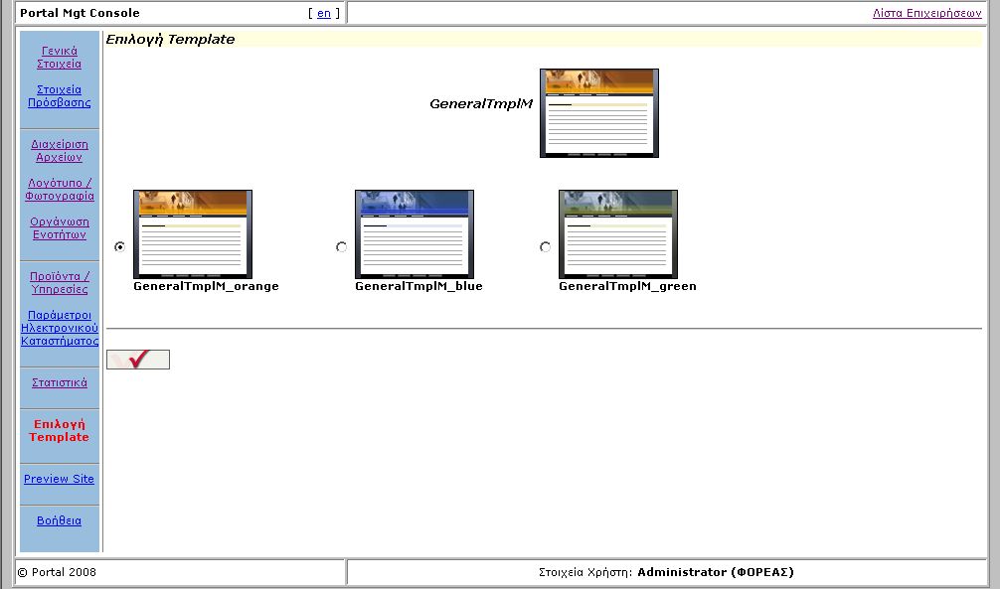 Portal Mgt Console
[ en ]
Λίστα Επιχειρήσεων
Γενικά
Στοιχεία
Στοιχεία
Πρόσβασης
Διαχείριση
Αρχείων
Λογότυπο /
Φωτογραφία
Οργάνωση
Ενοτήτων
Προϊόντα /
Υπηρεσίες
Παράμετροι
Ηλεκτρονικού
Καταστήματος
Στατιστικά
Επιλογή
Template
Preview Site
Βοήθεια
Επιλογή Template
GeneralTmplM
GeneralTmplM_orange
GeneralTmplM_blue
GeneralTmplM_green
© Portal 2008
Στοιχεία Χρήστη: Administrator (ΦΟΡΕΑΣ)